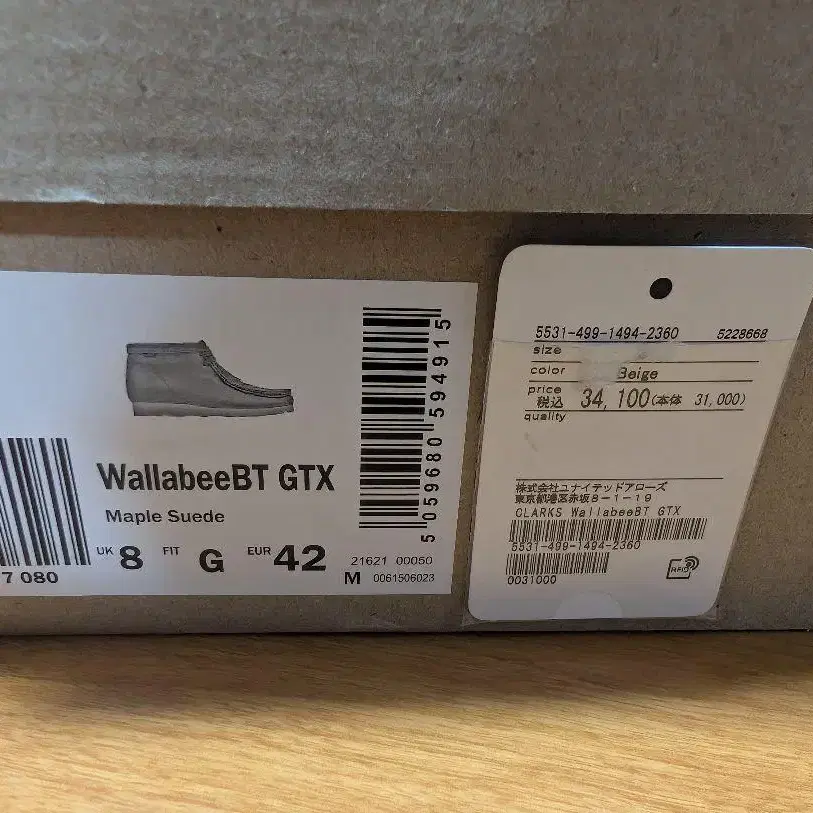 WallabeeBT GTX
Maple Suede
UK 8 FIT G EUR 42
7 080
21621 00050
M 0061506023
5 059680 594915
5531-499-1494-2360 5228668
size
color Beige
price
税込 34,100(本体 31,000)
quality
株式会社ユナイテッドアローズ
東京都港区赤坂8-1-19
CLARKS WallabeeBT GTX
5531-499-1494-2360
0031000
RFID